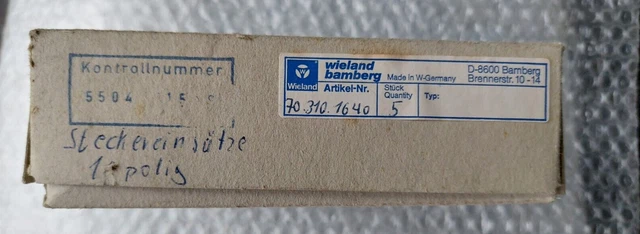 Kontrollnummer
5504
wieland
bamberg
Made in W-Germany
D-8600 Bamberg
Brennerstr. 10-14
Wieland
Artikel-Nr.
Stück
Quantity
Typ:
70.310.1640
5
Steckereinsätze
polig